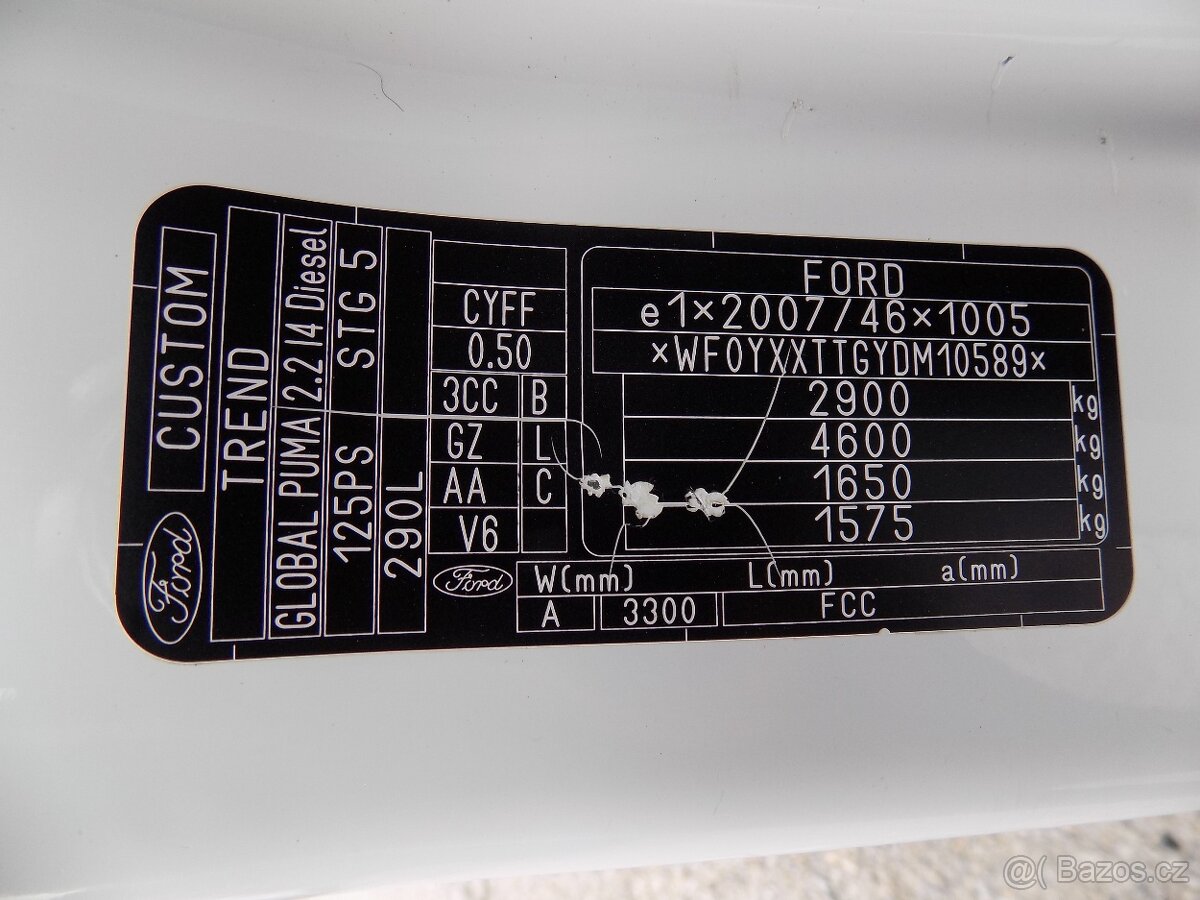 CUSTOM
TREND
GLOBAL PUMA 2.2 I4 Diesel
125PS STG 5
290L
Ford
CYFF
0.50
3CC B
GZ L
AA C
V6
Ford
FORD
e1×2007/46×1005
×WF0YXXTTGYDM10589×
2900 kg
4600 kg
1650 kg
1575 kg
W(mm) L(mm) a(mm)
A 3300 FCC
@( Bazos.cz